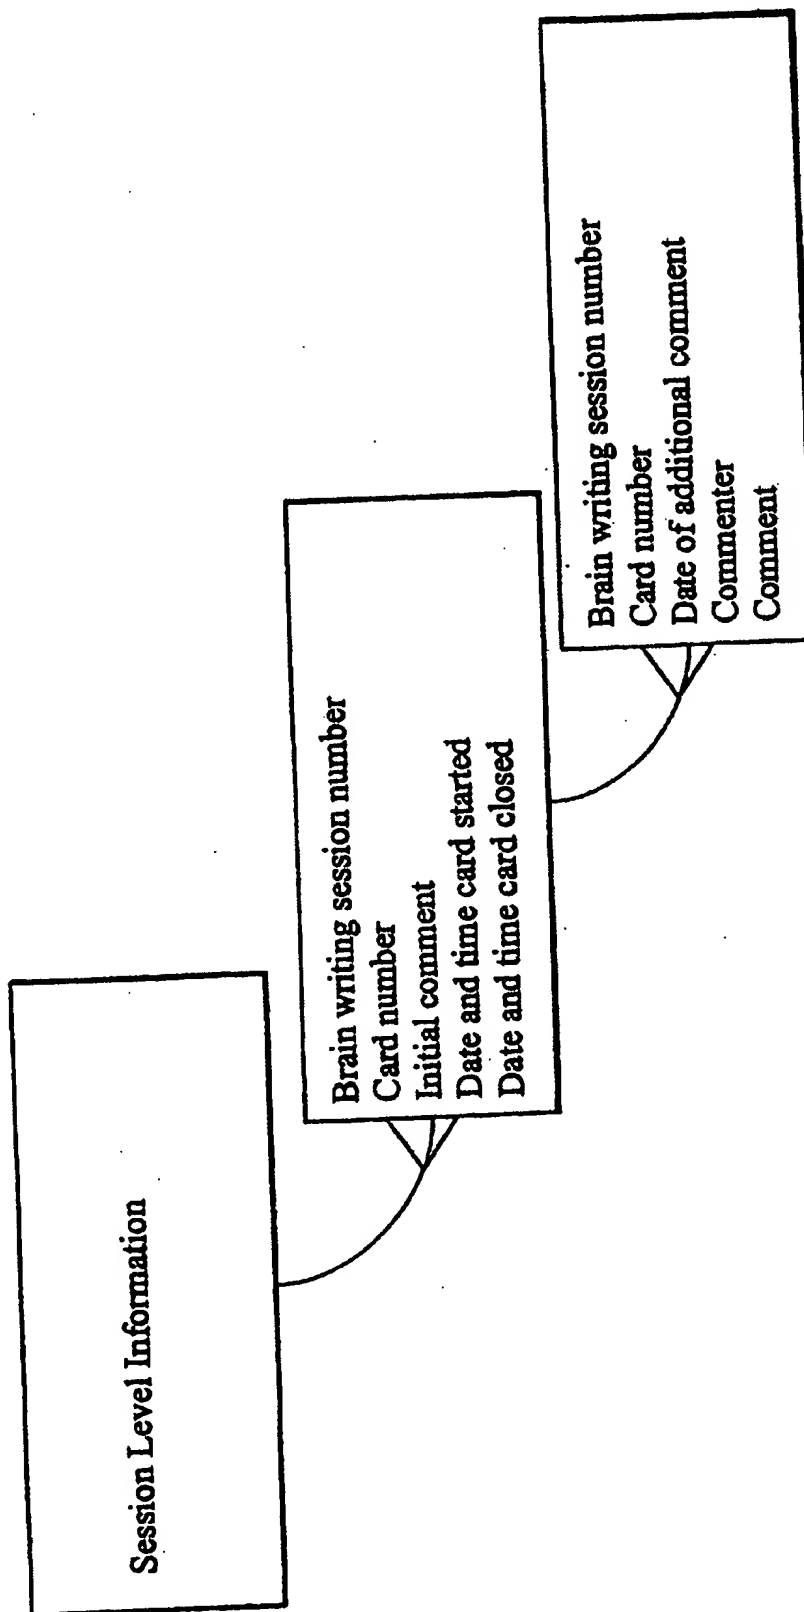 Session Level Information
Brain writing session number
Card number
Initial comment
Date and time card started
Date and time card closed
Brain writing session number
Card number
Date of additional comment
Commenter
Comment